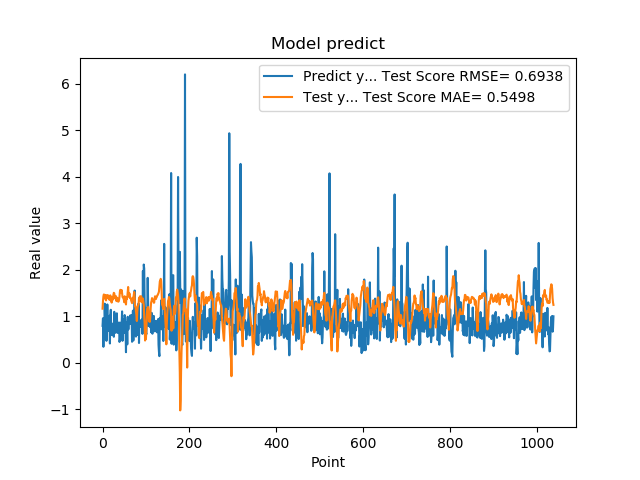 Model predict
Predict y... Test Score RMSE= 0.6938
Test y... Test Score MAE= 0.5498
Real value
6
5
4
3
2
1
0
−1
0 200 400 600 800 1000
Point